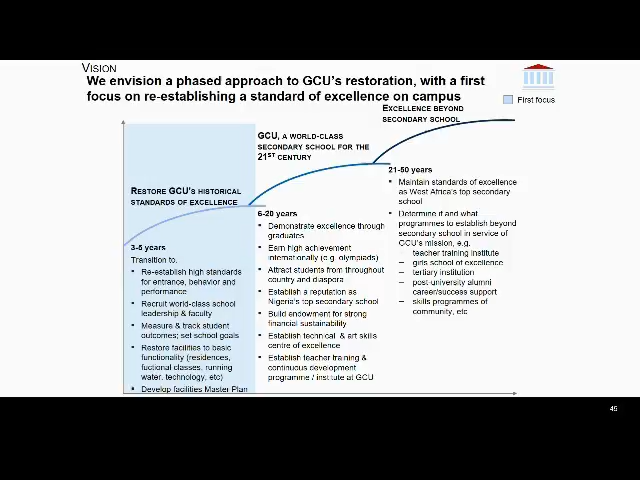 VISION
We envision a phased approach to GCU's restoration, with a first
focus on re-establishing a standard of excellence on campus
First focus
EXCELLENCE BEYOND
SECONDARY SCHOOL
GCU, A WORLD-CLASS
SECONDARY SCHOOL FOR THE
21ST CENTURY
RESTORE GCU'S HISTORICAL
STANDARDS OF EXCELLENCE
3-5 years
Transition to.
▪ Re-establish high standards
for entrance, behavior and
performance
▪ Recruit world-class school
leadership & faculty
▪ Measure & track student
outcomes; set school goals
▪ Restore facilities to basic
functionality (residences,
fuctional classes, running
water, technology, etc)
▪ Develop facilities Master Plan
6-20 years
▪ Demonstrate excellence through
graduates
▪ Earn high achievement
internationally (e.g. olympiads)
▪ Attract students from throughout
country and diaspora
▪ Establish a reputation as
Nigeria's top secondary school
▪ Build endowment for strong
financial sustainability
▪ Establish technical & art skills
centre of excellence
▪ Establish teacher training &
continuous development
programme / institute at GCU
21-50 years
▪ Maintain standards of excellence
as West Africa's top secondary
school
▪ Determine if and what
programmes to establish beyond
secondary school in service of
GCU's mission, e.g.
teacher training institute
– girls school of excellence
– tertiary institution
– post-university alumni
career/success support
– skills programmes of
community, etc
45